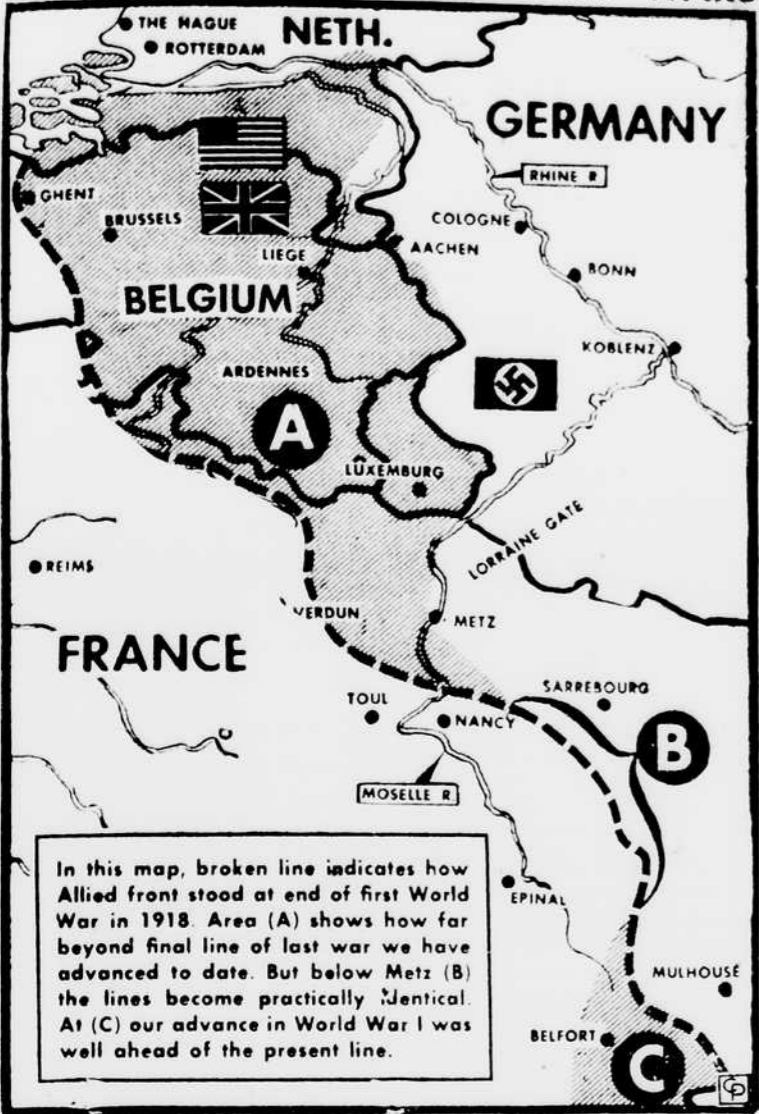 THE HAGUE
ROTTERDAM
NETH.
GERMANY
RHINE R
GHENT
BRUSSELS
COLOGNE
AACHEN
LIEGE
BONN
BELGIUM
KOBLENZ
ARDENNES
A
LUXEMBURG
LORRAINE GATE
REIMS
VERDUN
METZ
FRANCE
SARREBOURG
TOUL
NANCY
B
MOSELLE R
In this map, broken line indicates how
Allied front stood at end of first World
War in 1918. Area (A) shows how far
beyond final line of last war we have
advanced to date. But below Metz (B)
the lines become practically identical.
At (C) our advance in World War I was
well ahead of the present line.
EPINAL
MULHOUSE
BELFORT
C
CP